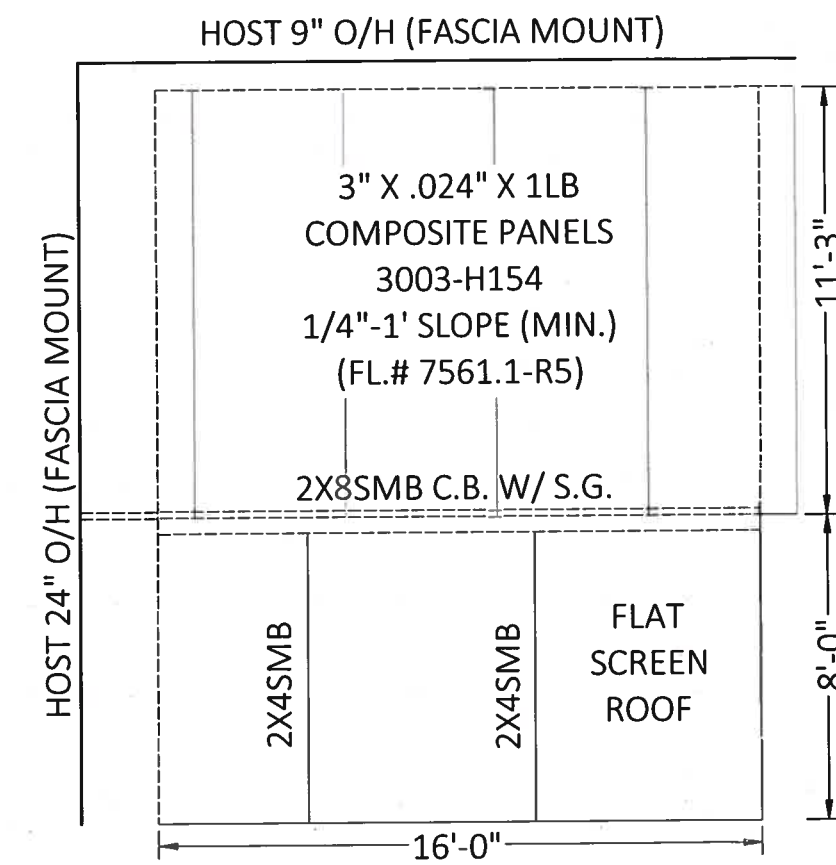 HOST 9" O/H (FASCIA MOUNT)
HOST 24" O/H (FASCIA MOUNT)
3" X .024" X 1LB
COMPOSITE PANELS
3003-H154
1/4"-1' SLOPE (MIN.)
(FL.# 7561.1-R5)
11'-3"
2X8SMB C.B. W/ S.G.
2X4SMB
2X4SMB
FLAT
SCREEN
ROOF
8'-0"
16'-0"